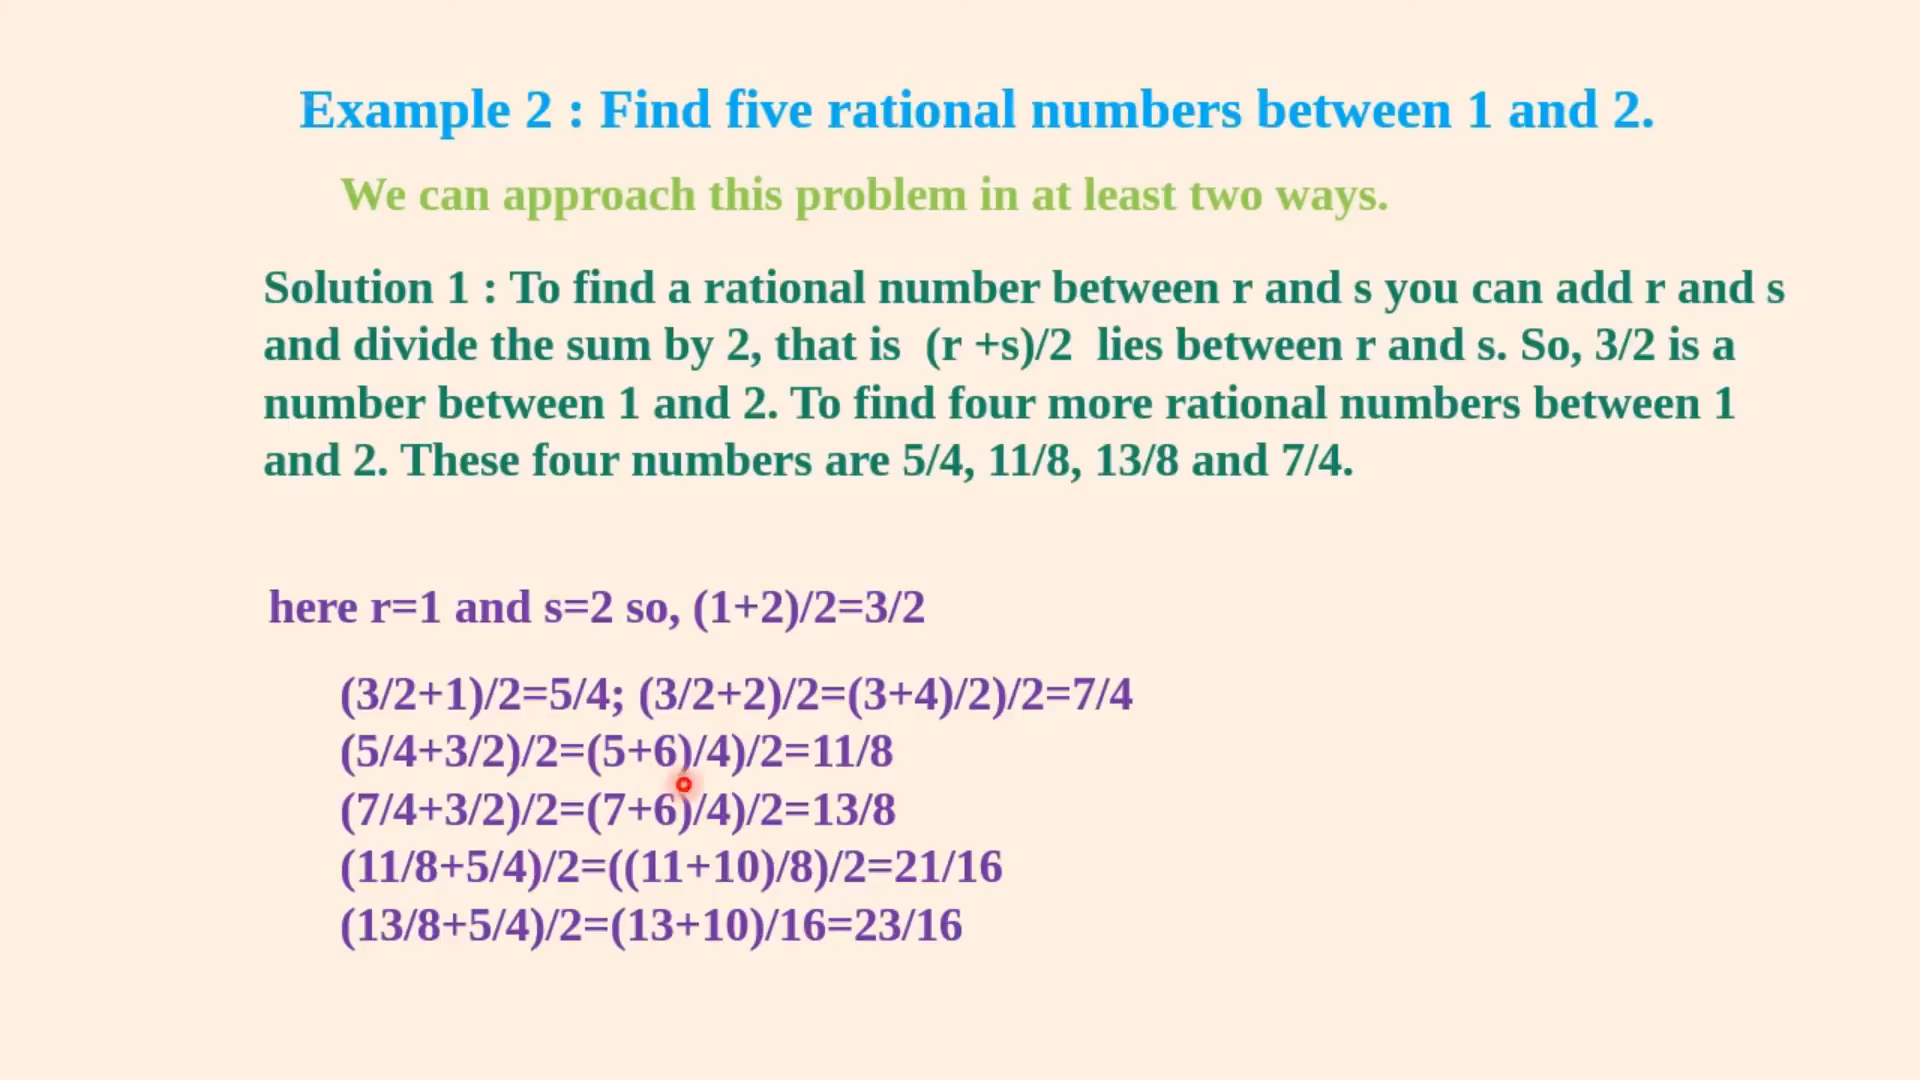 Example 2 : Find five rational numbers between 1 and 2.
We can approach this problem in at least two ways.
Solution 1 : To find a rational number between r and s you can add r and s
and divide the sum by 2, that is (r +s)/2 lies between r and s. So, 3/2 is a
number between 1 and 2. To find four more rational numbers between 1
and 2. These four numbers are 5/4, 11/8, 13/8 and 7/4.
here r=1 and s=2 so, (1+2)/2=3/2
(3/2+1)/2=5/4; (3/2+2)/2=(3+4)/2)/2=7/4
(5/4+3/2)/2=(5+6)/4)/2=11/8
(7/4+3/2)/2=(7+6)/4)/2=13/8
(11/8+5/4)/2=((11+10)/8)/2=21/16
(13/8+5/4)/2=(13+10)/16=23/16